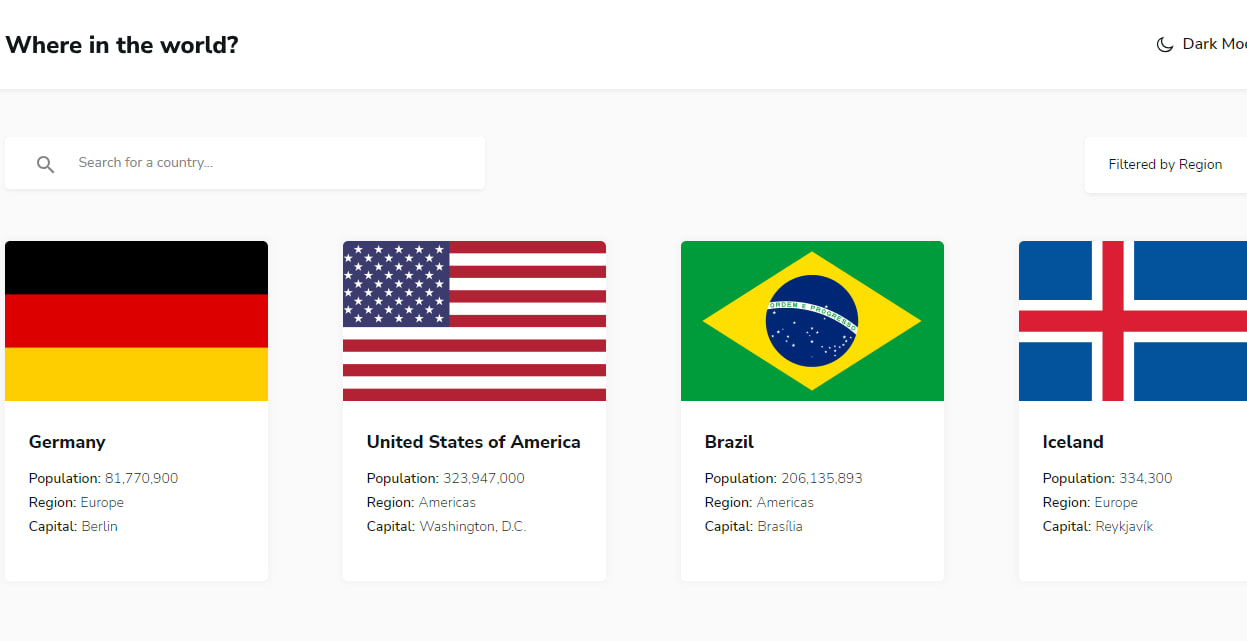 Where in the world?
Dark Mo
Search for a country...
Filtered by Region
ORDEM E PROGRESSO
Germany
Population: 81,770,900
Region: Europe
Capital: Berlin
United States of America
Population: 323,947,000
Region: Americas
Capital: Washington, D.C.
Brazil
Population: 206,135,893
Region: Americas
Capital: Brasília
Iceland
Population: 334,300
Region: Europe
Capital: Reykjavík